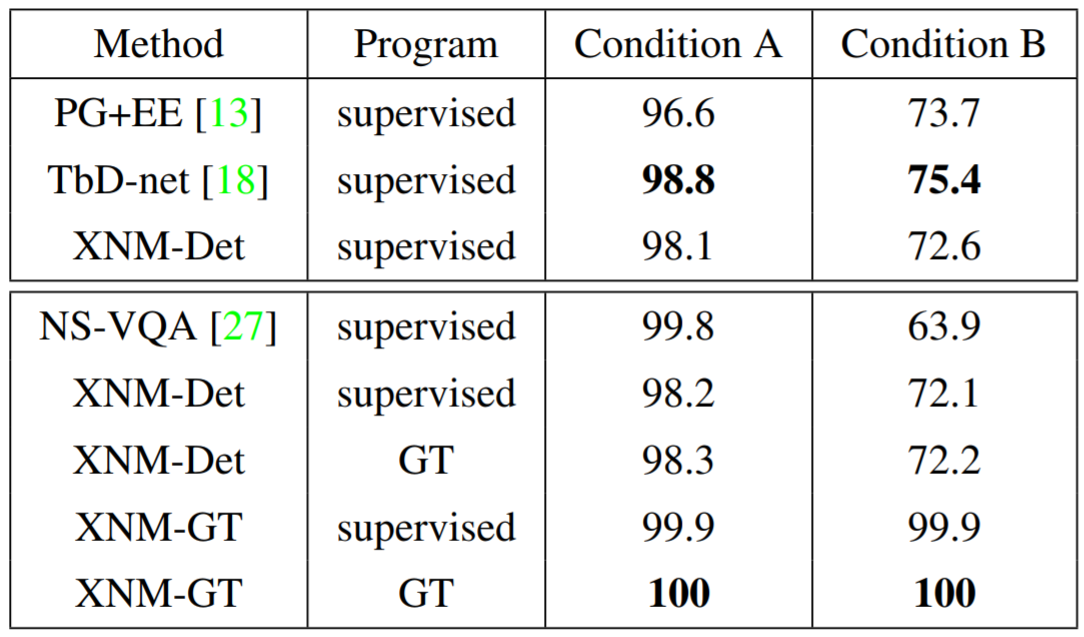 Method Program Condition A Condition B
PG+EE [13] supervised 96.6 73.7
TbD-net [18] supervised 98.8 75.4
XNM-Det supervised 98.1 72.6
NS-VQA [27] supervised 99.8 63.9
XNM-Det supervised 98.2 72.1
XNM-Det GT 98.3 72.2
XNM-GT supervised 99.9 99.9
XNM-GT GT 100 100